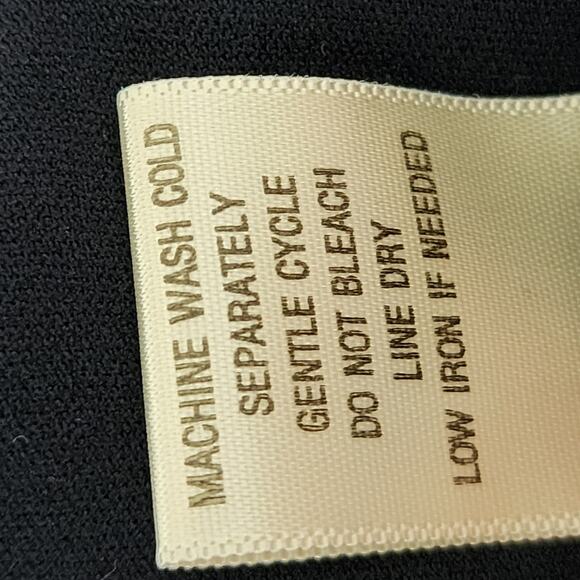 MACHINE WASH COLD
SEPARATELY
GENTLE CYCLE
DO NOT BLEACH
LINE DRY
LOW IRON IF NEEDED